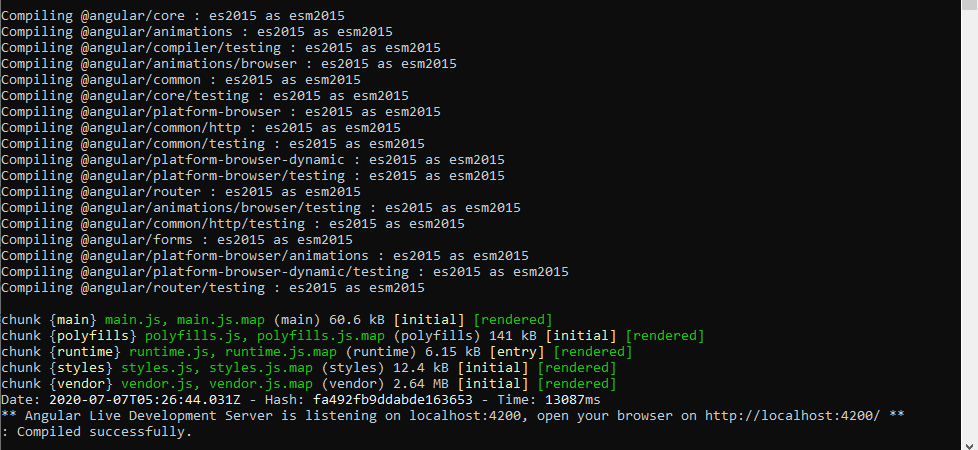 Compiling @angular/core : es2015 as esm2015
Compiling @angular/animations : es2015 as esm2015
Compiling @angular/compiler/testing : es2015 as esm2015
Compiling @angular/animations/browser : es2015 as esm2015
Compiling @angular/common : es2015 as esm2015
Compiling @angular/core/testing : es2015 as esm2015
Compiling @angular/platform-browser : es2015 as esm2015
Compiling @angular/common/http : es2015 as esm2015
Compiling @angular/common/testing : es2015 as esm2015
Compiling @angular/platform-browser-dynamic : es2015 as esm2015
Compiling @angular/platform-browser/testing : es2015 as esm2015
Compiling @angular/router : es2015 as esm2015
Compiling @angular/animations/browser/testing : es2015 as esm2015
Compiling @angular/common/http/testing : es2015 as esm2015
Compiling @angular/forms : es2015 as esm2015
Compiling @angular/platform-browser/animations : es2015 as esm2015
Compiling @angular/platform-browser-dynamic/testing : es2015 as esm2015
Compiling @angular/router/testing : es2015 as esm2015
chunk {main} main.js, main.js.map (main) 60.6 kB [initial] [rendered]
chunk {polyfills} polyfills.js, polyfills.js.map (polyfills) 141 kB [initial] [rendered]
chunk {runtime} runtime.js, runtime.js.map (runtime) 6.15 kB [entry] [rendered]
chunk {styles} styles.js, styles.js.map (styles) 12.4 kB [initial] [rendered]
chunk {vendor} vendor.js, vendor.js.map (vendor) 2.64 MB [initial] [rendered]
Date: 2020-07-07T05:26:44.031Z - Hash: fa492fb9ddabde163653 - Time: 13087ms
** Angular Live Development Server is listening on localhost:4200, open your browser on http://localhost:4200/ **
: Compiled successfully.